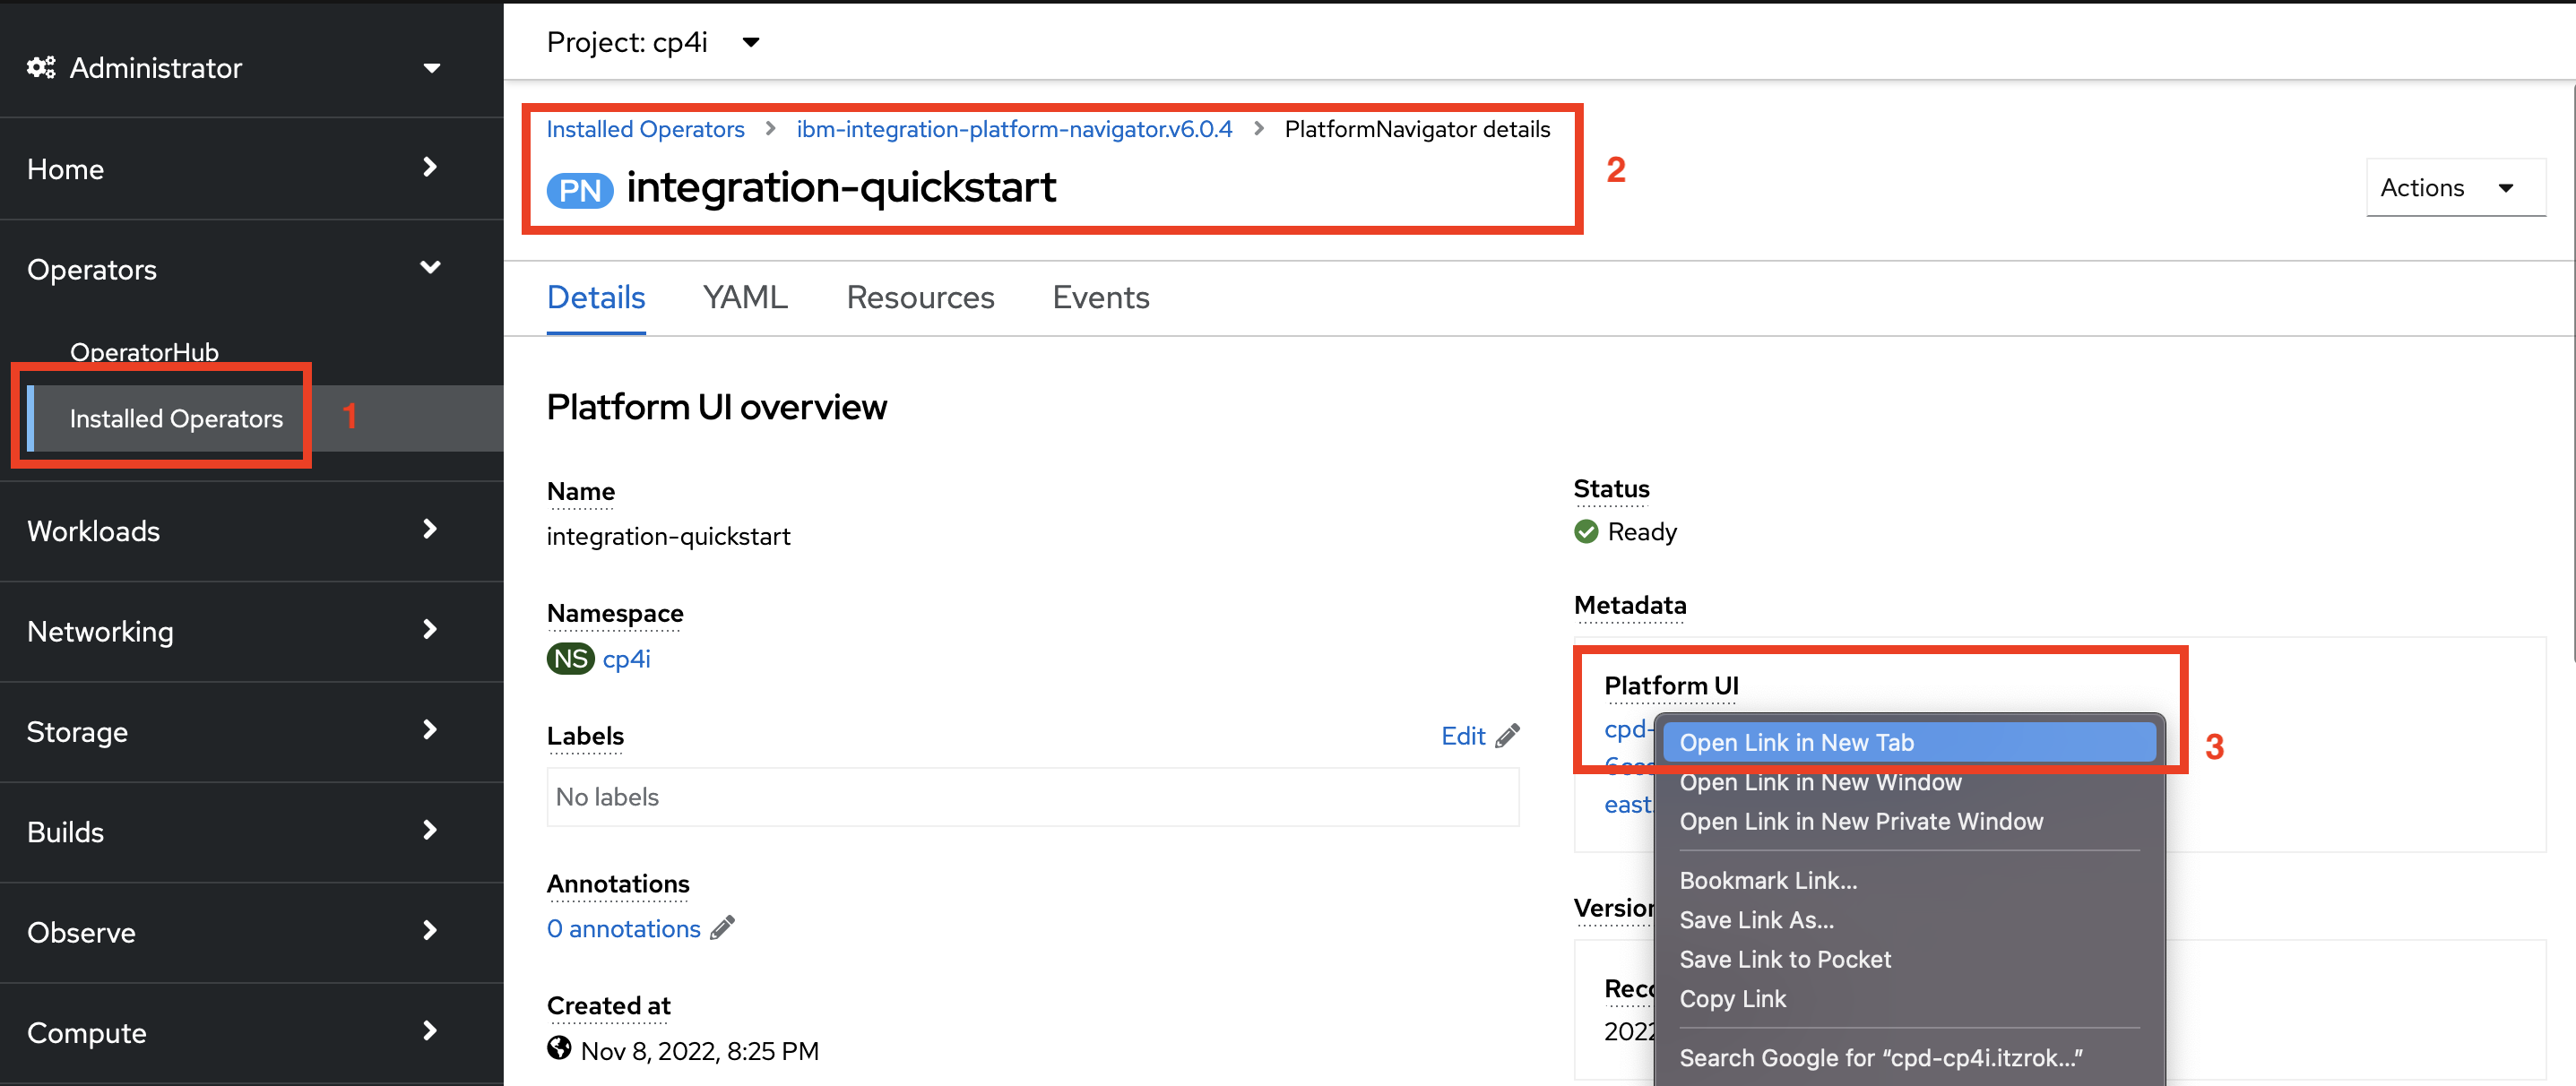 Administrator
Home
Operators
OperatorHub
Installed Operators
1
Workloads
Networking
Storage
Builds
Observe
Compute
Project: cp4i
Installed Operators > ibm-integration-platform-navigator.v6.0.4 > PlatformNavigator details
PN integration-quickstart
2
Actions
Details YAML Resources Events
Platform UI overview
Name
integration-quickstart
Namespace
NS cp4i
Labels
Edit
No labels
Annotations
0 annotations
Created at
Nov 8, 2022, 8:25 PM
Status
Ready
Metadata
Platform UI
cpd-
east.
3
Open Link in New Tab
Open Link in New Window
Open Link in New Private Window
Bookmark Link...
Save Link As...
Save Link to Pocket
Copy Link
Search Google for “cpd-cp4i.itzrok...”
Version
Reco
2022